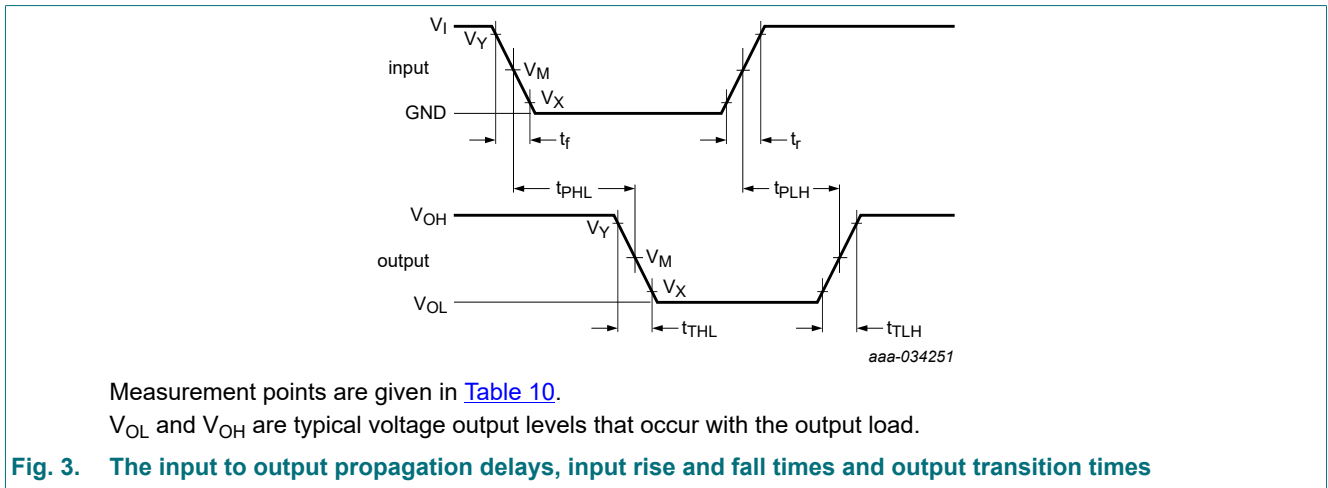 VI
VY
input
VM
VX
GND
tf
tr
tPHL
tPLH
VOH
VY
output
VM
VX
VOL
tTHL
tTLH
aaa-034251
Measurement points are given in Table 10.
VOL and VOH are typical voltage output levels that occur with the output load.
Fig. 3. The input to output propagation delays, input rise and fall times and output transition times